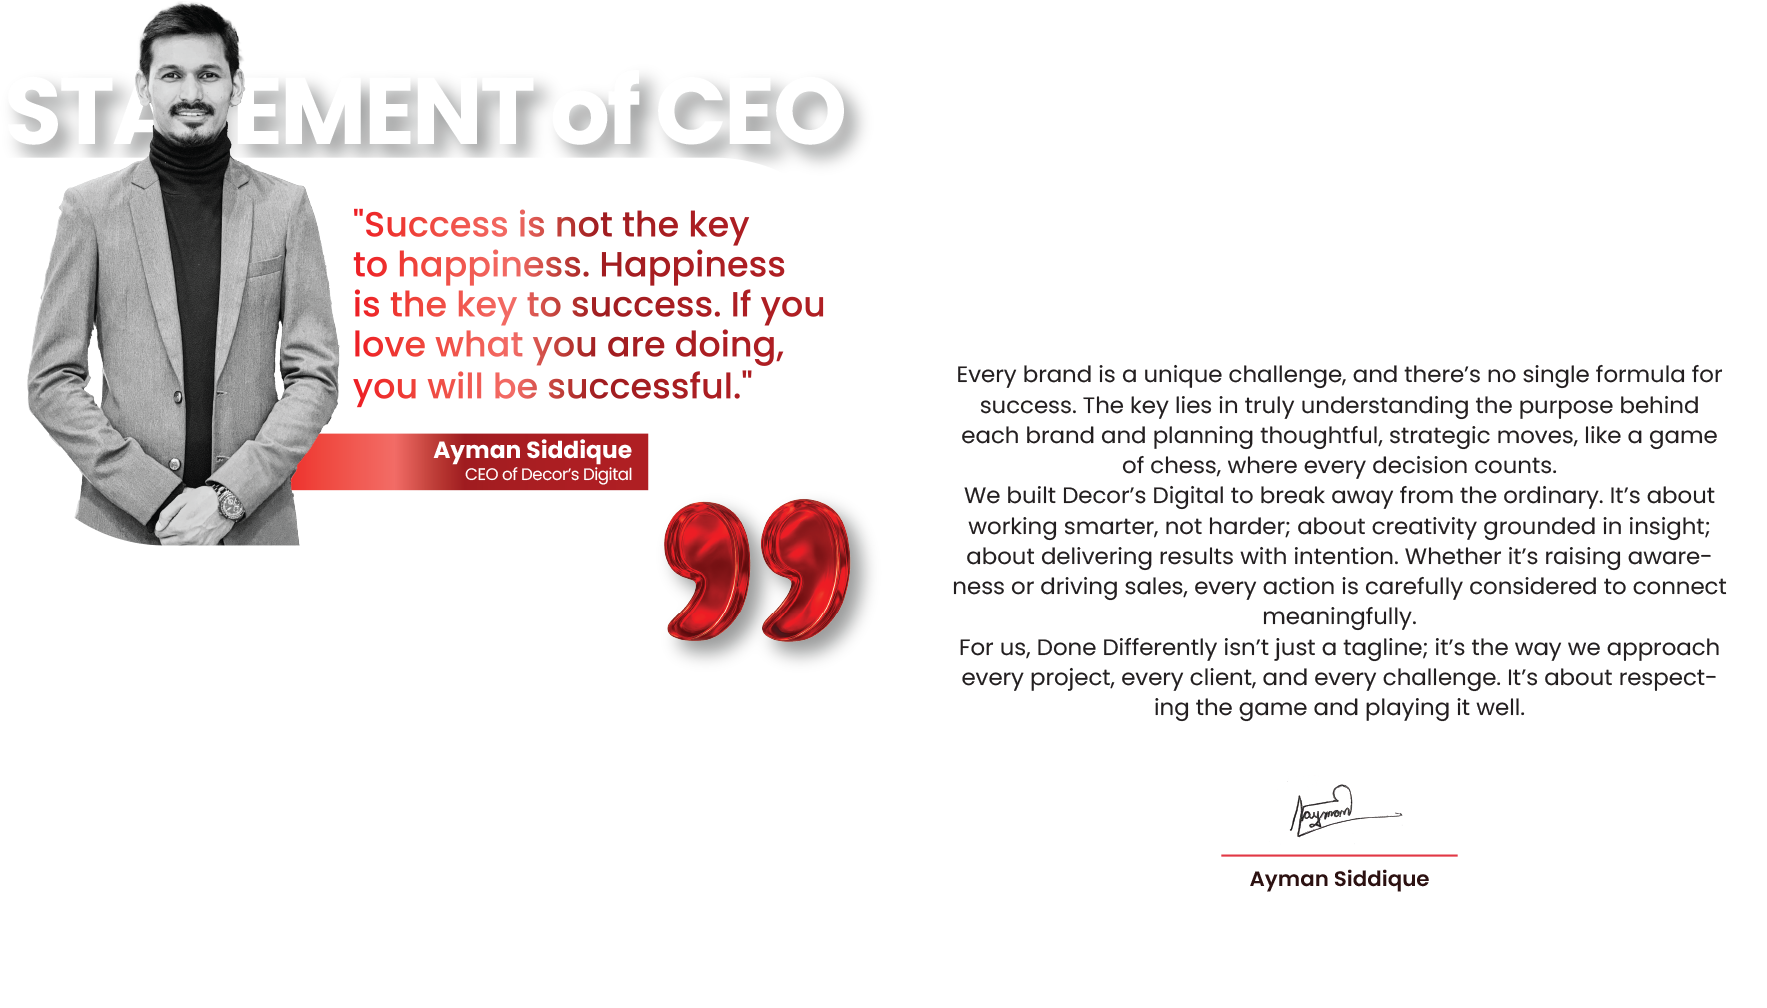 STATEMENT of CEO
"Success is not the key
to happiness. Happiness
is the key to success. If you
love what you are doing,
you will be successful."
Ayman Siddique
CEO of Decor’s Digital
Every brand is a unique challenge, and there’s no single formula for
success. The key lies in truly understanding the purpose behind
each brand and planning thoughtful, strategic moves, like a game
of chess, where every decision counts.
We built Decor’s Digital to break away from the ordinary. It’s about
working smarter, not harder; about creativity grounded in insight;
about delivering results with intention. Whether it’s raising aware-
ness or driving sales, every action is carefully considered to connect
meaningfully.
For us, Done Differently isn’t just a tagline; it’s the way we approach
every project, every client, and every challenge. It’s about respect-
ing the game and playing it well.
Ayman
Ayman Siddique